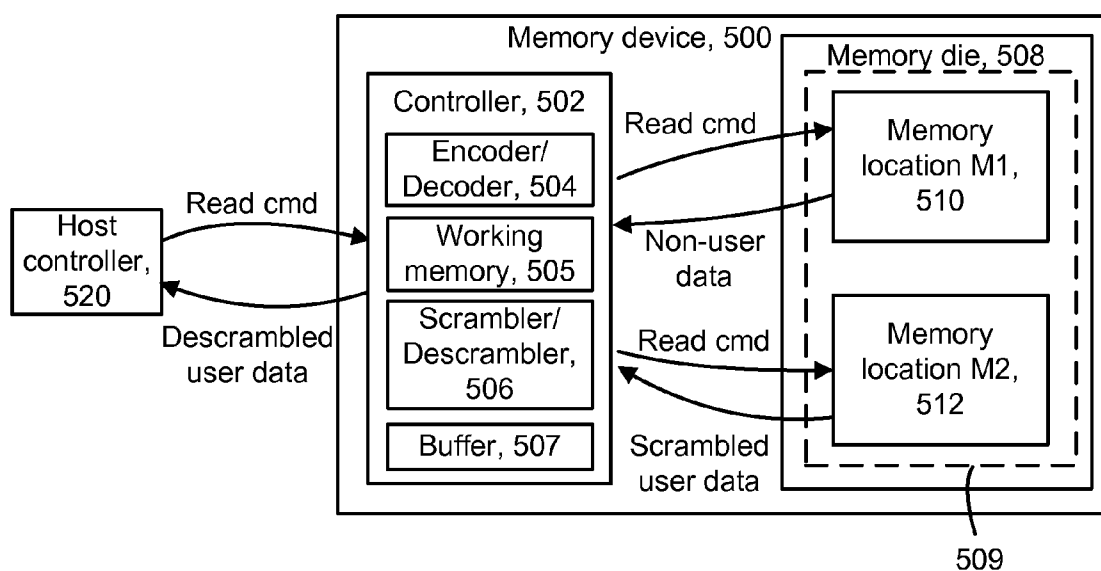 Memory device, 500
Memory die, 508
Controller, 502
Encoder/
Decoder, 504
Working
memory, 505
Scrambler/
Descrambler,
506
Buffer, 507
Host
controller,
520
Read cmd
Descrambled
user data
Read cmd
Non-user
data
Read cmd
Scrambled
user data
Memory
location M1,
510
Memory
location M2,
512
509